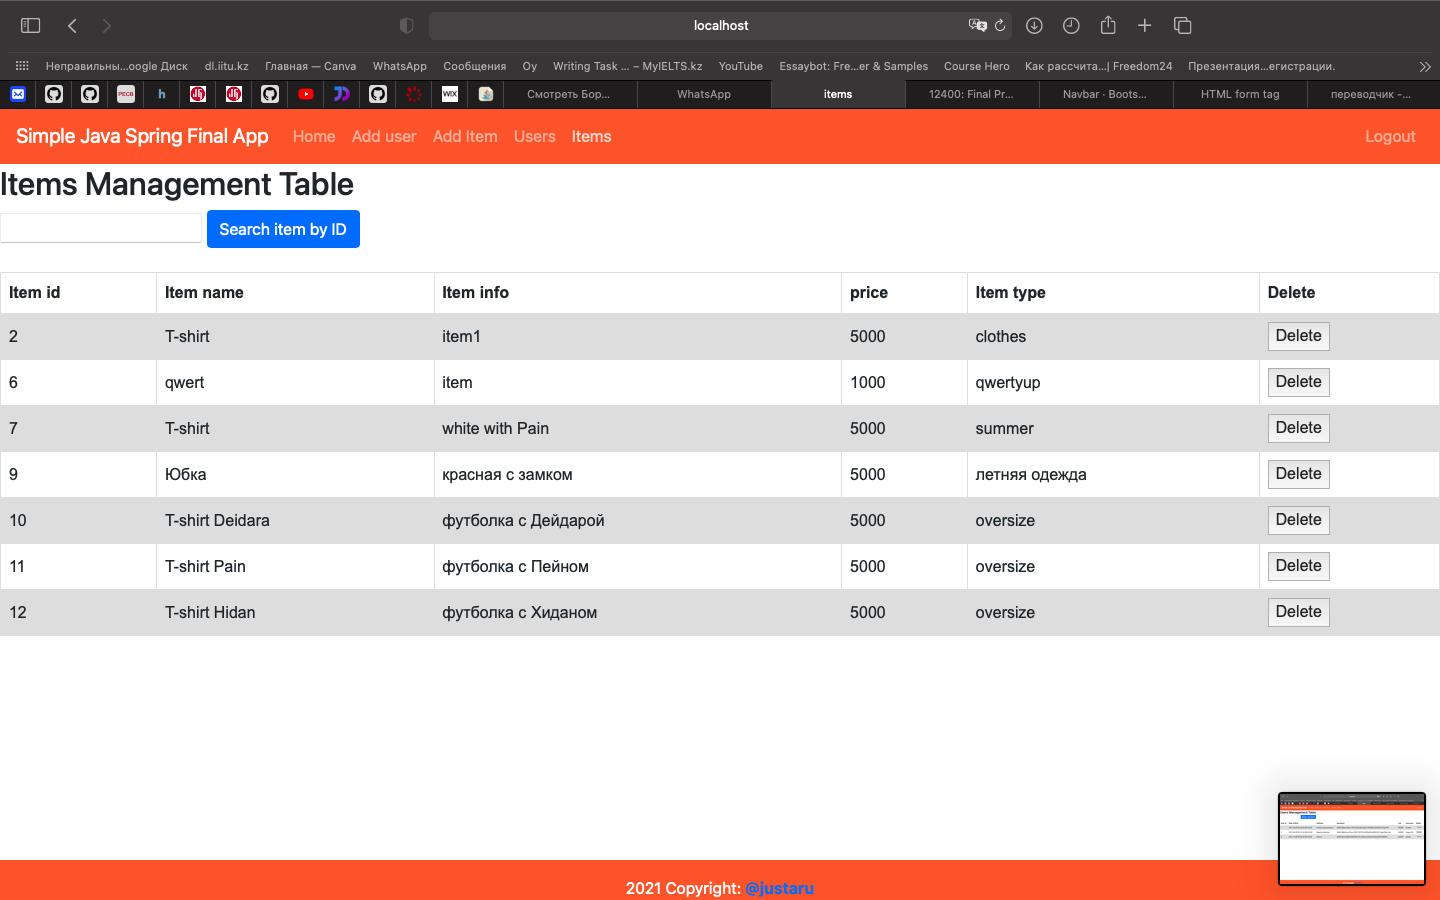 localhost
Неправильны...oogle Диск dl.iitu.kz Главная — Canva WhatsApp Сообщения Оу Writing Task ... – MyIELTS.kz YouTube Essaybot: Fre...er & Samples Course Hero Как рассчита...| Freedom24 Презентация...егистрации.
PECB h WIX Смотреть Бор... WhatsApp items 12400: Final Pr... Navbar · Boots... HTML form tag переводчик -...
Simple Java Spring Final App Home Add user Add Item Users Items Logout
Items Management Table
Search item by ID
Item id Item name Item info price Item type Delete
2 T-shirt item1 5000 clothes Delete
6 qwert item 1000 qwertyup Delete
7 T-shirt white with Pain 5000 summer Delete
9 Юбка красная с замком 5000 летняя одежда Delete
10 T-shirt Deidara футболка с Дейдарой 5000 oversize Delete
11 T-shirt Pain футболка с Пейном 5000 oversize Delete
12 T-shirt Hidan футболка с Хиданом 5000 oversize Delete
2021 Copyright: @justaru